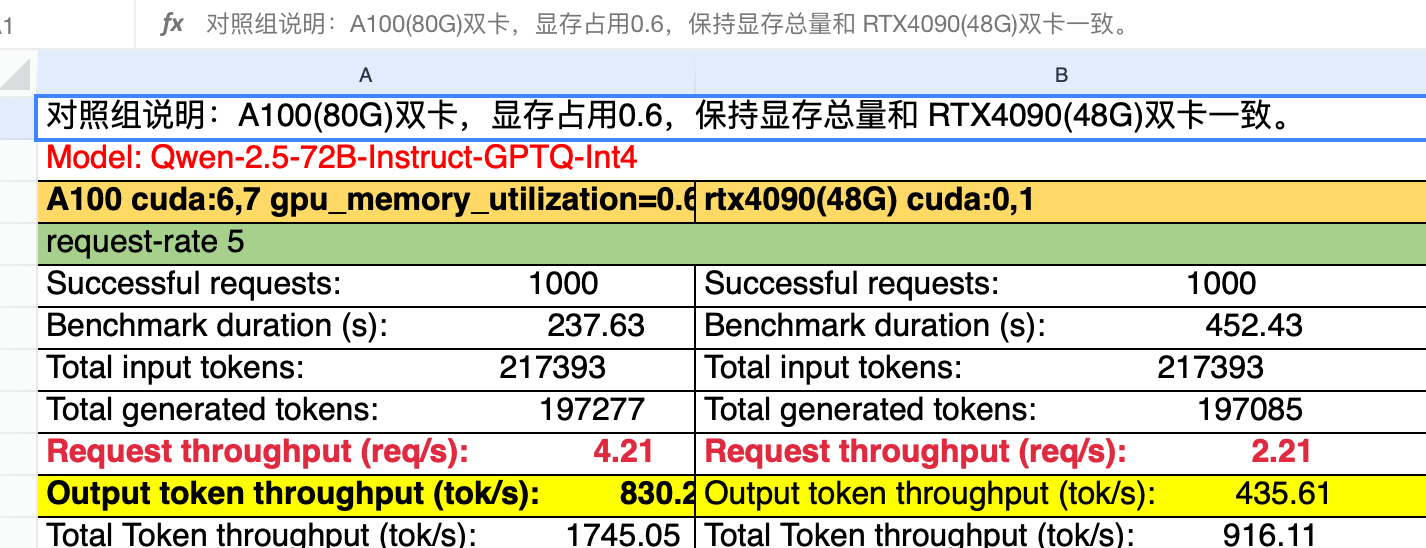 fx 对照组说明：A100(80G)双卡，显存占用0.6，保持显存总量和 RTX4090(48G)双卡一致。
A B
对照组说明：A100(80G)双卡，显存占用0.6，保持显存总量和 RTX4090(48G)双卡一致。
Model: Qwen-2.5-72B-Instruct-GPTQ-Int4
A100 cuda:6,7 gpu_memory_utilization=0.6 rtx4090(48G) cuda:0,1
request-rate 5
Successful requests: 1000 Successful requests: 1000
Benchmark duration (s): 237.63 Benchmark duration (s): 452.43
Total input tokens: 217393 Total input tokens: 217393
Total generated tokens: 197277 Total generated tokens: 197085
Request throughput (req/s): 4.21 Request throughput (req/s): 2.21
Output token throughput (tok/s): 830.2 Output token throughput (tok/s): 435.61
Total Token throughput (tok/s): 1745.05 Total Token throughput (tok/s): 916.11